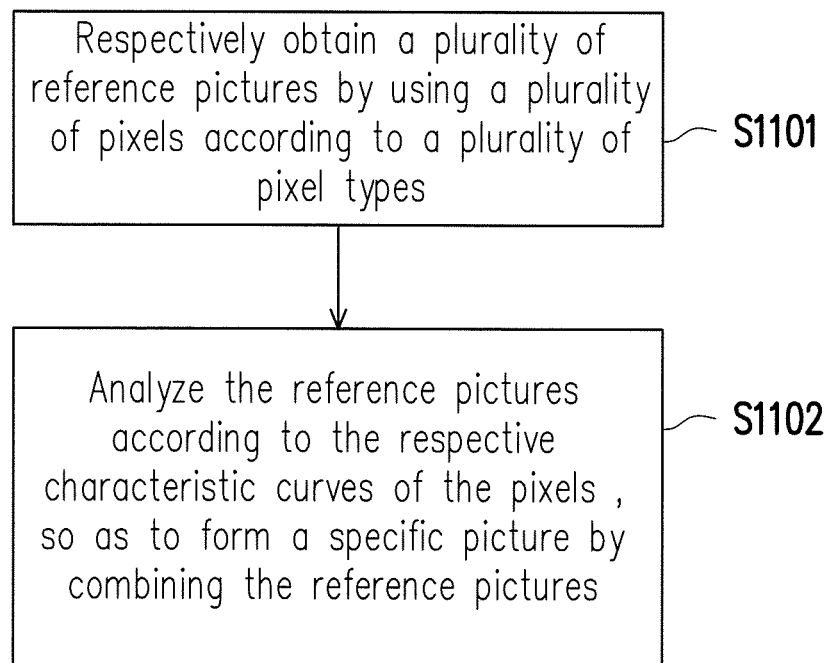 Respectively obtain a plurality of
reference pictures by using a plurality
of pixels according to a plurality of
pixel types
S1101
Analyze the reference pictures
according to the respective
characteristic curves of the pixels ,
so as to form a specific picture by
combining the reference pictures
S1102